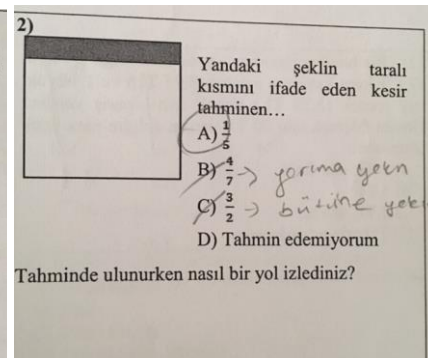 2)
Yandaki şeklin taralı
kısmını ifade eden kesir
tahminen...
A) 1/5
B) 4/7 → yarıma yakın
C) 3/2 → bütüne yakı
D) Tahmin edemiyorum
Tahminde ulunurken nasıl bir yol izlediniz?